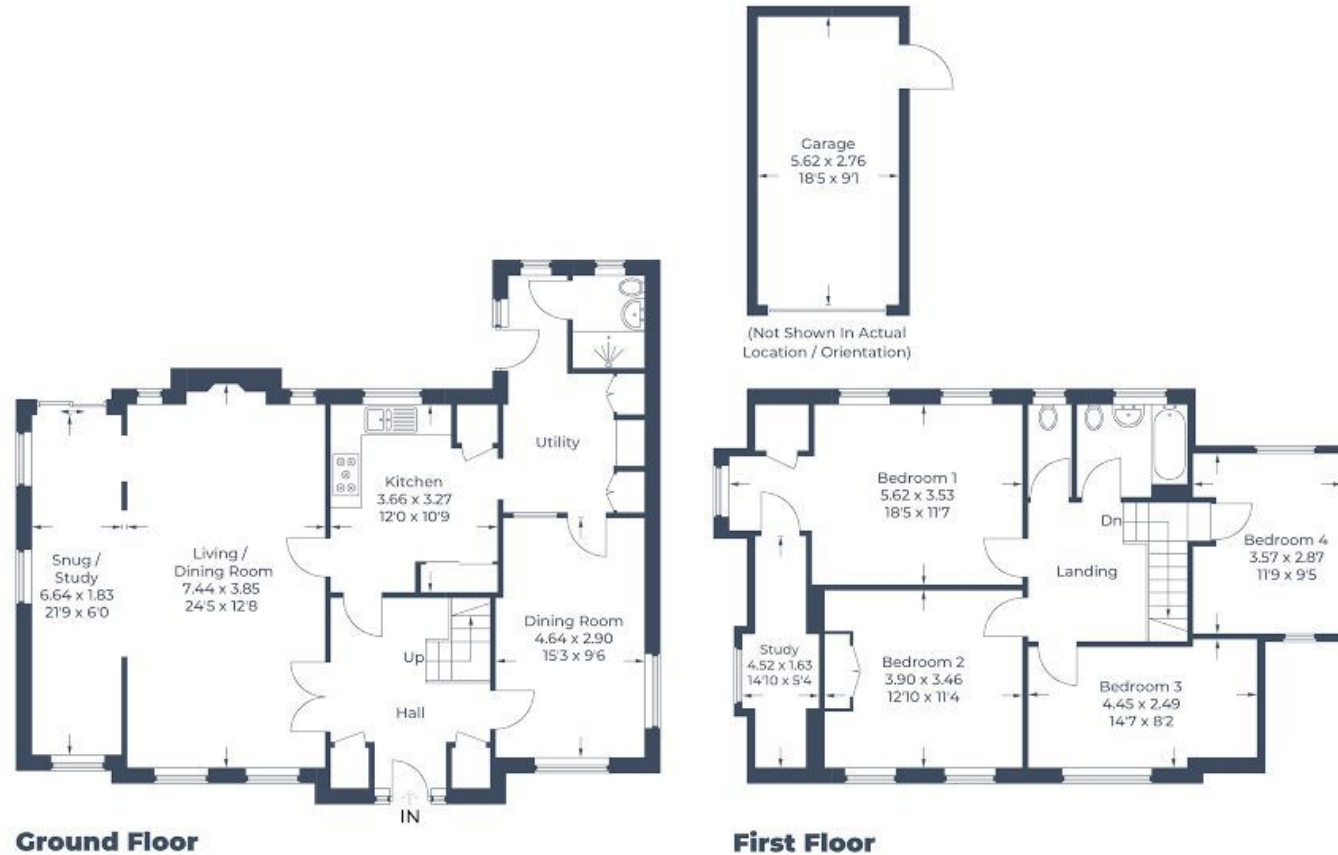 Garage
5.62 x 2.76
18'5 x 9'1
(Not Shown In Actual
Location / Orientation)
Utility
Kitchen
3.66 x 3.27
12'0 x 10'9
Snug /
Study
6.64 x 1.83
21'9 x 6'0
Living /
Dining Room
7.44 x 3.85
24'5 x 12'8
Dining Room
4.64 x 2.90
15'3 x 9'6
Up
Hall
IN
Ground Floor
Bedroom 1
5.62 x 3.53
18'5 x 11'7
Dn
Bedroom 4
3.57 x 2.87
11'9 x 9'5
Landing
Study
4.52 x 1.63
14'10 x 5'4
Bedroom 2
3.90 x 3.46
12'10 x 11'4
Bedroom 3
4.45 x 2.49
14'7 x 8'2
First Floor